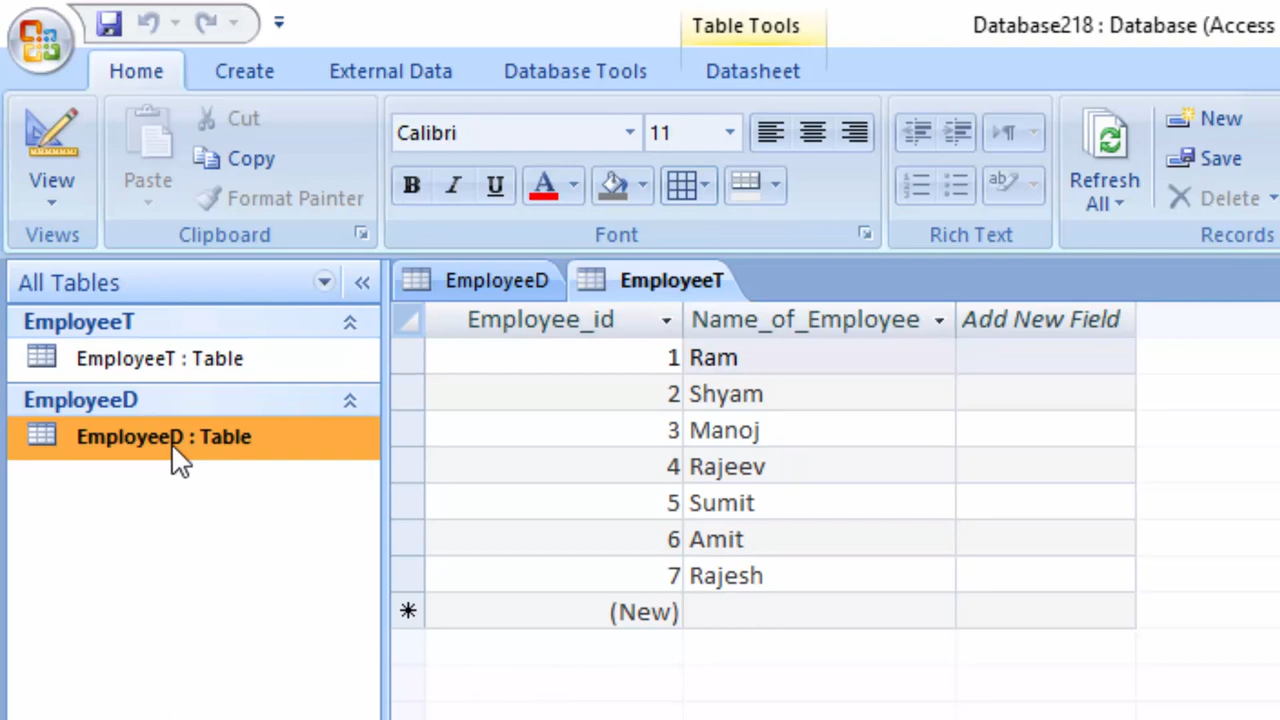 Table Tools
Database218 : Database (Access
Home Create External Data Database Tools Datasheet
View
Views
Paste
Cut
Copy
Format Painter
Clipboard
Calibri 11
B I U A
Font
ab
Rich Text
Refresh
All
New
Save
Delete
Records
All Tables
EmployeeT
EmployeeT : Table
EmployeeD
EmployeeD : Table
EmployeeD EmployeeT
Employee_id Name_of_Employee Add New Field
1 Ram
2 Shyam
3 Manoj
4 Rajeev
5 Sumit
6 Amit
7 Rajesh
(New)